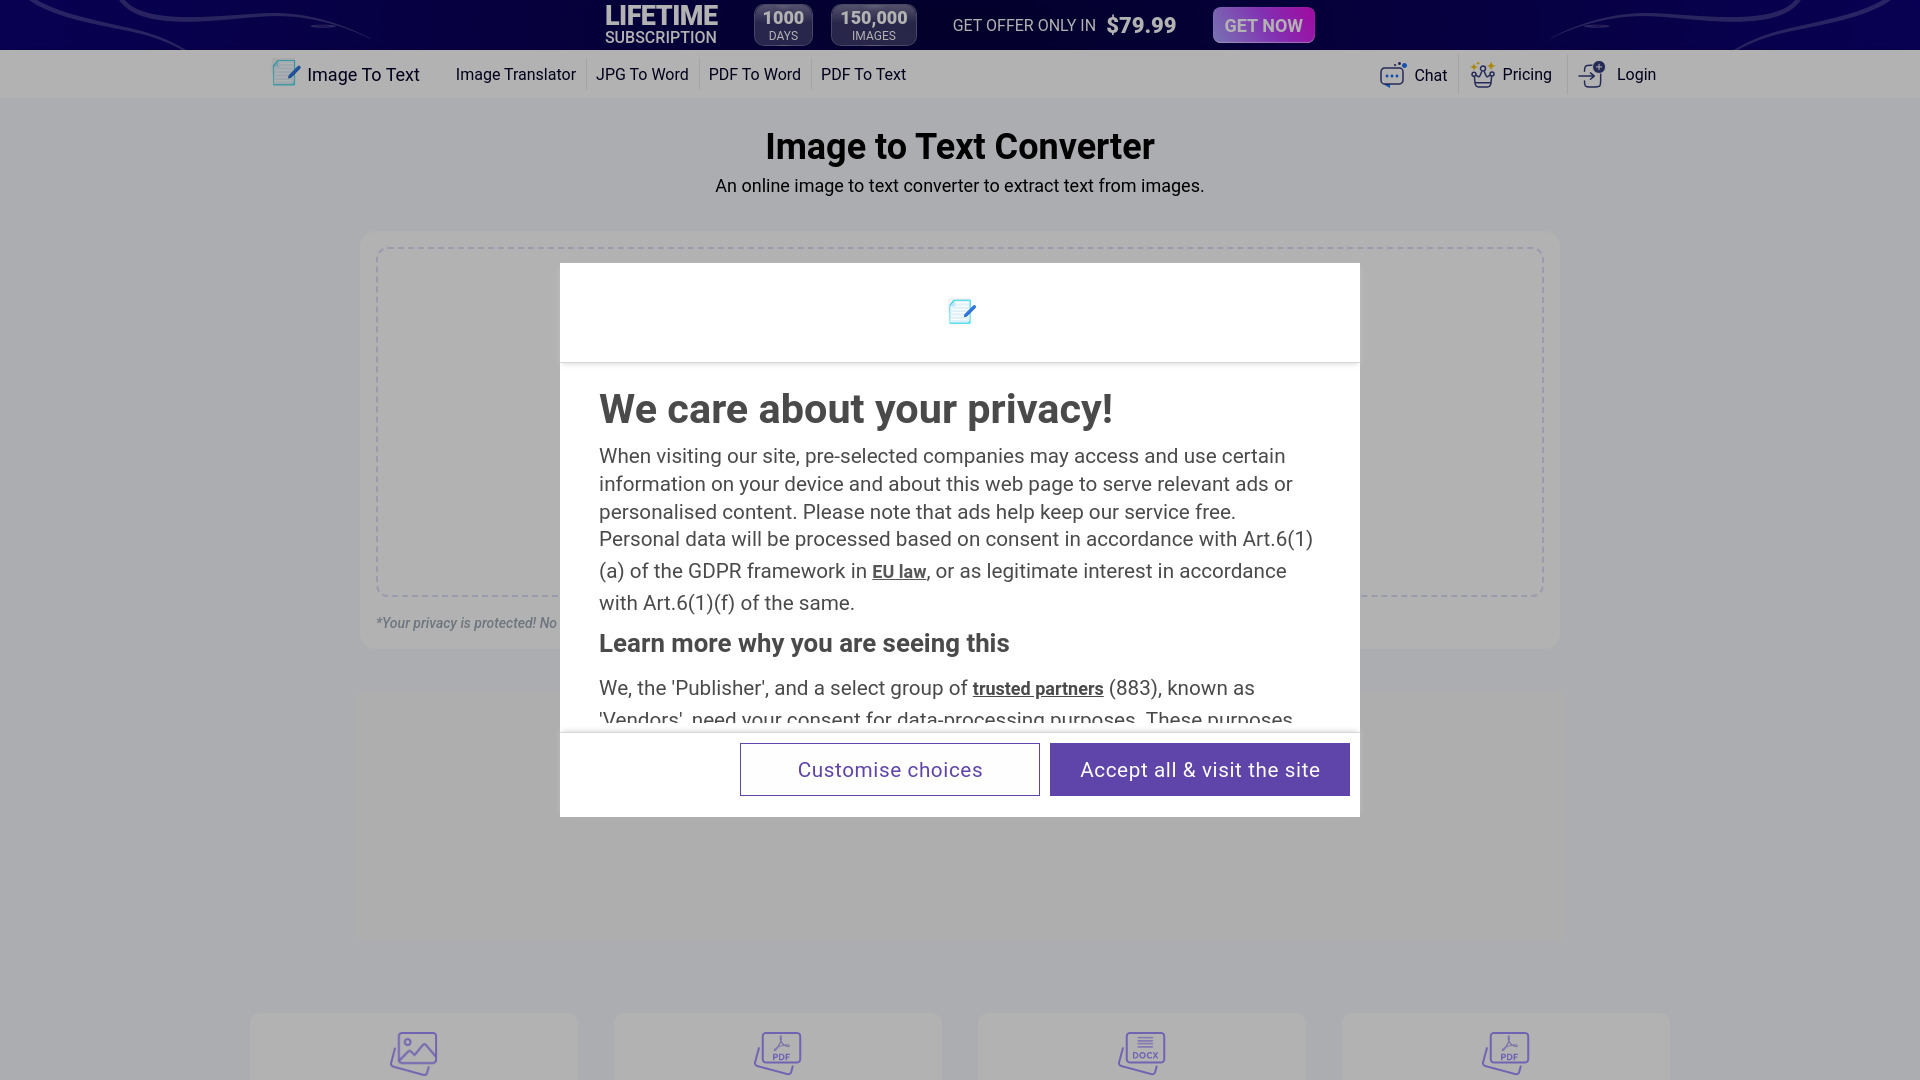 LIFETIME
SUBSCRIPTION
1000
DAYS
150,000
IMAGES
GET OFFER ONLY IN $79.99
GET NOW
Image To Text
Image Translator
JPG To Word
PDF To Word
PDF To Text
Chat
Pricing
Login
Image to Text Converter
An online image to text converter to extract text from images.
*Your privacy is protected! No
We care about your privacy!
When visiting our site, pre-selected companies may access and use certain
information on your device and about this web page to serve relevant ads or
personalised content. Please note that ads help keep our service free.
Personal data will be processed based on consent in accordance with Art.6(1)
(a) of the GDPR framework in EU law, or as legitimate interest in accordance
with Art.6(1)(f) of the same.
Learn more why you are seeing this
We, the 'Publisher', and a select group of trusted partners (883), known as
'Vendors', need your consent for data-processing purposes. These purposes
Customise choices
Accept all & visit the site
PDF
DOCX
PDF